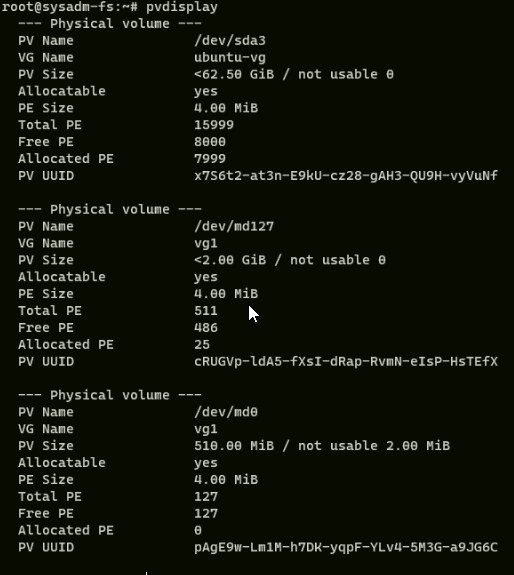 root@sysadm-fs:~# pvdisplay
--- Physical volume ---
PV Name /dev/sda3
VG Name ubuntu-vg
PV Size <62.50 GiB / not usable 0
Allocatable yes
PE Size 4.00 MiB
Total PE 15999
Free PE 8000
Allocated PE 7999
PV UUID x7S6t2-at3n-E9kU-cz28-gAH3-QU9H-vyVuNf
--- Physical volume ---
PV Name /dev/md127
VG Name vg1
PV Size <2.00 GiB / not usable 0
Allocatable yes
PE Size 4.00 MiB
Total PE 511
Free PE 486
Allocated PE 25
PV UUID cRUGVp-ldA5-fXsI-dRap-RvmN-eIsP-HsTEfX
--- Physical volume ---
PV Name /dev/md0
VG Name vg1
PV Size 510.00 MiB / not usable 2.00 MiB
Allocatable yes
PE Size 4.00 MiB
Total PE 127
Free PE 127
Allocated PE 0
PV UUID pAgE9w-Lm1M-h7DK-yqpF-YLv4-5M3G-a9JG6C